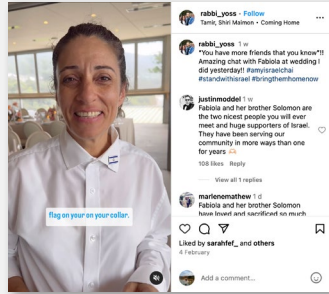 rabbi_yoss • Follow
Tamir, Shiri Maimon • Coming Home
rabbi_yoss 1 w
"You have more friends that you know"!!
Amazing chat with Fabiola at wedding I
did yesterday!! #amyisraelchai
#standwithisrael #bringthemhomenow
justinmoddel 1 w
Fabiola and her brother Solomon are
the two nicest people you will ever
meet and huge supporters of Israel.
They have been serving our
community in more ways than one
for years 🫶🏻
108 likes Reply
View all 1 replies
marlenemathew 1 d
Fabiola and her brother Solomon
have loved and sacrificed so much
flag on your on your collar.
Liked by sarahfef_ and others
4 February
Add a comment...